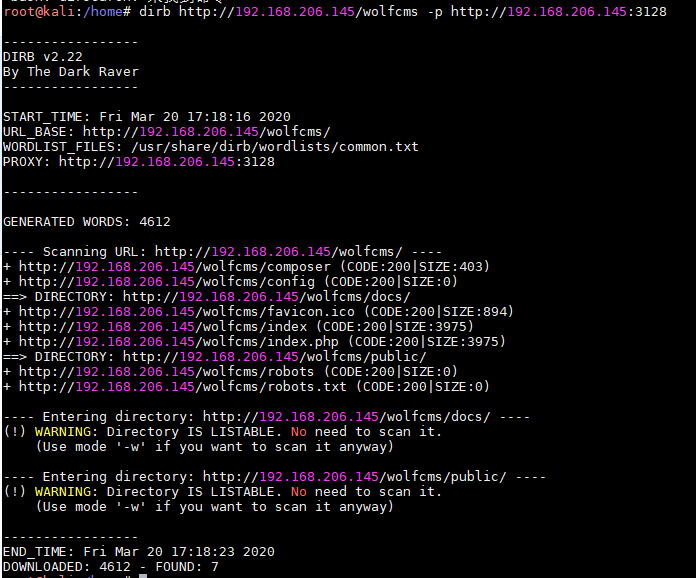 root@kali:/home# dirb http://192.168.206.145/wolfcms -p http://192.168.206.145:3128
-----------------
DIRB v2.22
By The Dark Raver
-----------------
START_TIME: Fri Mar 20 17:18:16 2020
URL_BASE: http://192.168.206.145/wolfcms/
WORDLIST_FILES: /usr/share/dirb/wordlists/common.txt
PROXY: http://192.168.206.145:3128
-----------------
GENERATED WORDS: 4612
---- Scanning URL: http://192.168.206.145/wolfcms/ ----
+ http://192.168.206.145/wolfcms/composer (CODE:200|SIZE:403)
+ http://192.168.206.145/wolfcms/config (CODE:200|SIZE:0)
==> DIRECTORY: http://192.168.206.145/wolfcms/docs/
+ http://192.168.206.145/wolfcms/favicon.ico (CODE:200|SIZE:894)
+ http://192.168.206.145/wolfcms/index (CODE:200|SIZE:3975)
+ http://192.168.206.145/wolfcms/index.php (CODE:200|SIZE:3975)
==> DIRECTORY: http://192.168.206.145/wolfcms/public/
+ http://192.168.206.145/wolfcms/robots (CODE:200|SIZE:0)
+ http://192.168.206.145/wolfcms/robots.txt (CODE:200|SIZE:0)
---- Entering directory: http://192.168.206.145/wolfcms/docs/ ----
(!) WARNING: Directory IS LISTABLE. No need to scan it.
(Use mode '-w' if you want to scan it anyway)
---- Entering directory: http://192.168.206.145/wolfcms/public/ ----
(!) WARNING: Directory IS LISTABLE. No need to scan it.
(Use mode '-w' if you want to scan it anyway)
-----------------
END_TIME: Fri Mar 20 17:18:23 2020
DOWNLOADED: 4612 - FOUND: 7